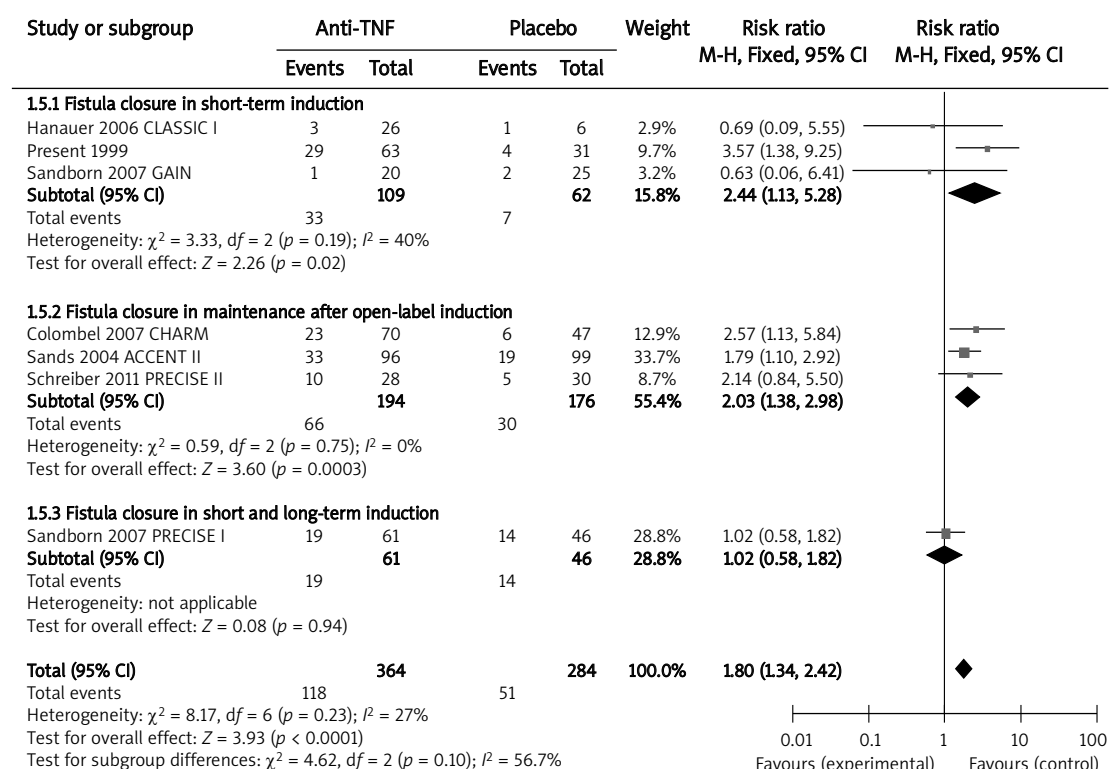 Study or subgroup Anti-TNF Placebo Weight Risk ratio Risk ratio
M-H, Fixed, 95% CI M-H, Fixed, 95% CI
Events Total Events Total
1.5.1 Fistula closure in short-term induction
Hanauer 2006 CLASSIC I 3 26 1 6 2.9% 0.69 (0.09, 5.55)
Present 1999 29 63 4 31 9.7% 3.57 (1.38, 9.25)
Sandborn 2007 GAIN 1 20 2 25 3.2% 0.63 (0.06, 6.41)
Subtotal (95% CI) 109 62 15.8% 2.44 (1.13, 5.28)
Total events 33 7
Heterogeneity: χ² = 3.33, df = 2 (p = 0.19); I² = 40%
Test for overall effect: Z = 2.26 (p = 0.02)
1.5.2 Fistula closure in maintenance after open-label induction
Colombel 2007 CHARM 23 70 6 47 12.9% 2.57 (1.13, 5.84)
Sands 2004 ACCENT II 33 96 19 99 33.7% 1.79 (1.10, 2.92)
Schreiber 2011 PRECISE II 10 28 5 30 8.7% 2.14 (0.84, 5.50)
Subtotal (95% CI) 194 176 55.4% 2.03 (1.38, 2.98)
Total events 66 30
Heterogeneity: χ² = 0.59, df = 2 (p = 0.75); I² = 0%
Test for overall effect: Z = 3.60 (p = 0.0003)
1.5.3 Fistula closure in short and long-term induction
Sandborn 2007 PRECISE I 19 61 14 46 28.8% 1.02 (0.58, 1.82)
Subtotal (95% CI) 61 46 28.8% 1.02 (0.58, 1.82)
Total events 19 14
Heterogeneity: not applicable
Test for overall effect: Z = 0.08 (p = 0.94)
Total (95% CI) 364 284 100.0% 1.80 (1.34, 2.42)
Total events 118 51
Heterogeneity: χ² = 8.17, df = 6 (p = 0.23); I² = 27%
Test for overall effect: Z = 3.93 (p < 0.0001)
Test for subgroup differences: χ² = 4.62, df = 2 (p = 0.10); I² = 56.7%
0.01 0.1 1 10 100
Favours (experimental) Favours (control)